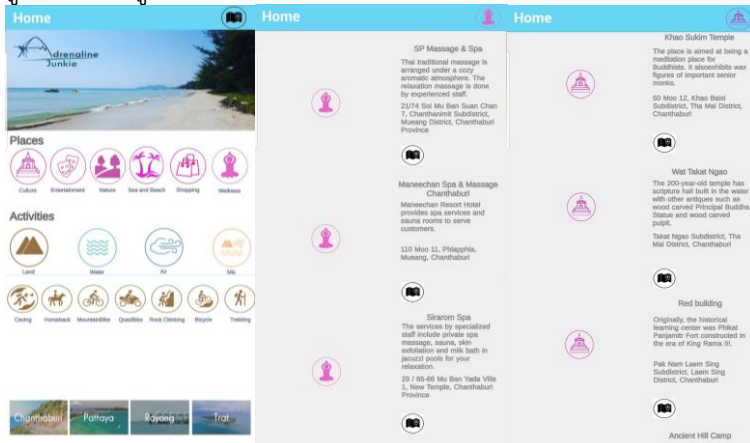 Home
Adrenaline
Junkie
Places
Culture Entertainment Nature Sea and Beach Shopping Wellness
Activities
Land Water Air Mix
Caving Horseback MountainBike QuadBike Rock Climbing Bicycle Trekking
Chanthaburi Pattaya Rayong Trat
Home
SP Massage & Spa
Thai traditional massage is
arranged under a cozy
aromatic atmosphere. The
relaxation massage is done
by experienced staff.
21/74 Soi Mu Ban Suan Chan
7, Chanthanimit Subdistrict,
Mueang District, Chanthaburi
Province
Maneechan Spa & Massage
Chanthaburi
Maneechan Resort Hotel
provides spa services and
sauna rooms to serve
customers.
110 Moo 11, Phlapphla,
Mueang, Chanthaburi
Sirarom Spa
The services by specialized
staff include private spa
massage, sauna, skin
exfoliation and milk bath in
jacuzzi pools for your
relaxation.
29 / 65-66 Mu Ban Yada Ville
1, New Temple, Chanthaburi
Province
Home
Khao Sukim Temple
The place is aimed at being a
meditation place for
Buddhists. It alsoexhibits wax
figures of important senior
monks.
50 Moo 12, Khao Baisi
Subdistrict, Tha Mai District,
Chanthaburi
Wat Takat Ngao
The 200-year-old temple has
scripture hall built in the water
with other antiques such as
wood carved Principal Buddha
Statue and wood carved
pulpit.
Takat Ngao Subdistrict, Tha
Mai District, Chanthaburi
Red building
Originally, the historical
learning center was Phikat
Panjamitr Fort constructed in
the era of King Rama III.
Pak Nam Laem Sing
Subdistrict, Laem Sing
District, Chanthaburi
Ancient Hill Camp